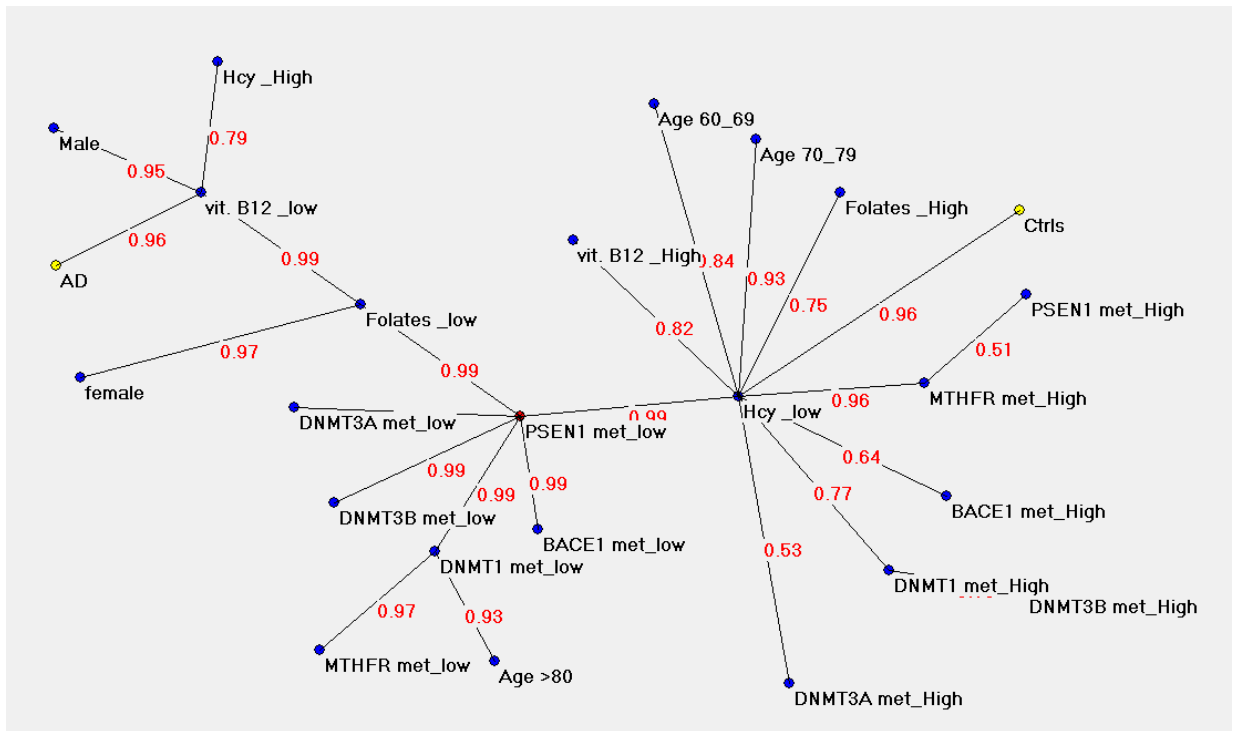 Hcy _High
Age 60_69
Male
0.79
Age 70_79
0.95
vit. B12 _low
Folates _High
Ctrls
0.96
0.99
vit. B12 _High
0.84
AD
0.93
0.75
0.96
PSEN1 met_High
Folates _low
0.82
0.97
0.99
0.51
female
0.96
MTHFR met_High
DNMT3A met_low
0.99
Hcy _low
PSEN1 met_low
0.99
0.99
0.99
0.64
0.77
DNMT3B met_low
BACE1 met_low
BACE1 met_High
0.53
DNMT1 met_low
DNMT1 met_High
0.97
0.93
DNMT3B met_High
MTHFR met_low
Age >80
DNMT3A met_High